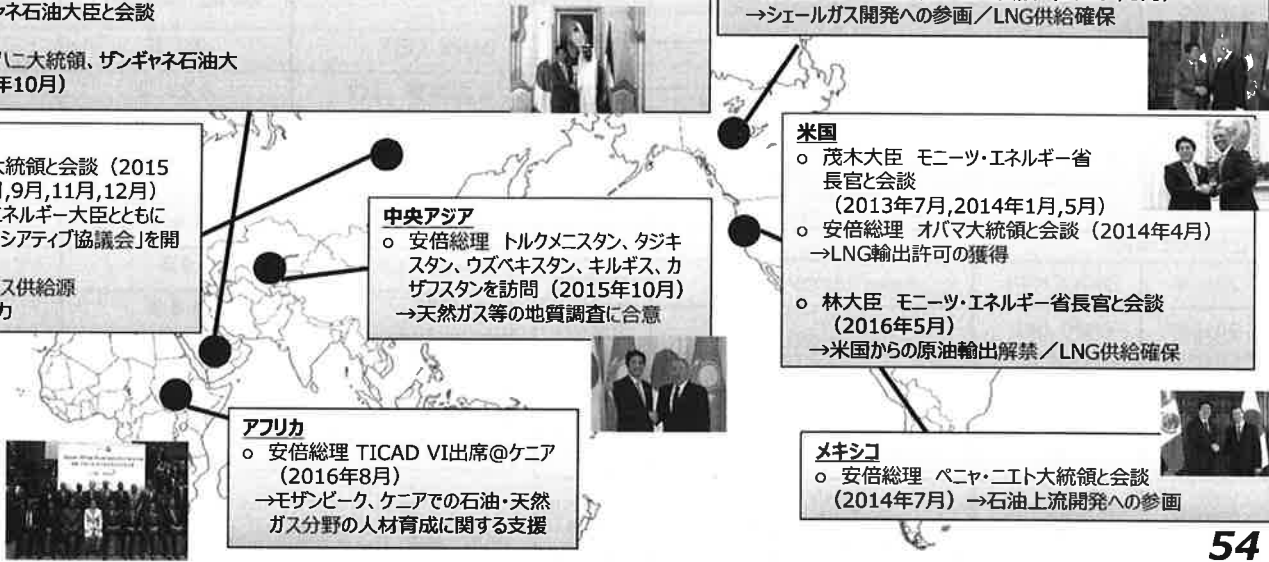 ャネ石油大臣と会談
ハニ大統領、ザンギャネ石油大
年10月）
→シェールガス開発への参画／LNG供給確保
大統領と会談（2015
月,9月,11月,12月）
エネルギー大臣とともに
シアティブ協議会」を開
ス供給源
力
中央アジア
○ 安倍総理 トルクメニスタン、タジキ
スタン、ウズベキスタン、キルギス、カ
ザフスタンを訪問（2015年10月）
→天然ガス等の地質調査に合意
米国
○ 茂木大臣 モニーツ・エネルギー省
長官と会談
（2013年7月,2014年1月,5月）
○ 安倍総理 オバマ大統領と会談（2014年4月）
→LNG輸出許可の獲得
○ 林大臣 モニーツ・エネルギー省長官と会談
（2016年5月）
→米国からの原油輸出解禁／LNG供給確保
アフリカ
○ 安倍総理 TICAD VI出席@ケニア
（2016年8月）
→モザンビーク、ケニアでの石油・天然
ガス分野の人材育成に関する支援
メキシコ
○ 安倍総理 ペニャ・ニエト大統領と会談
（2014年7月）→石油上流開発への参画
54